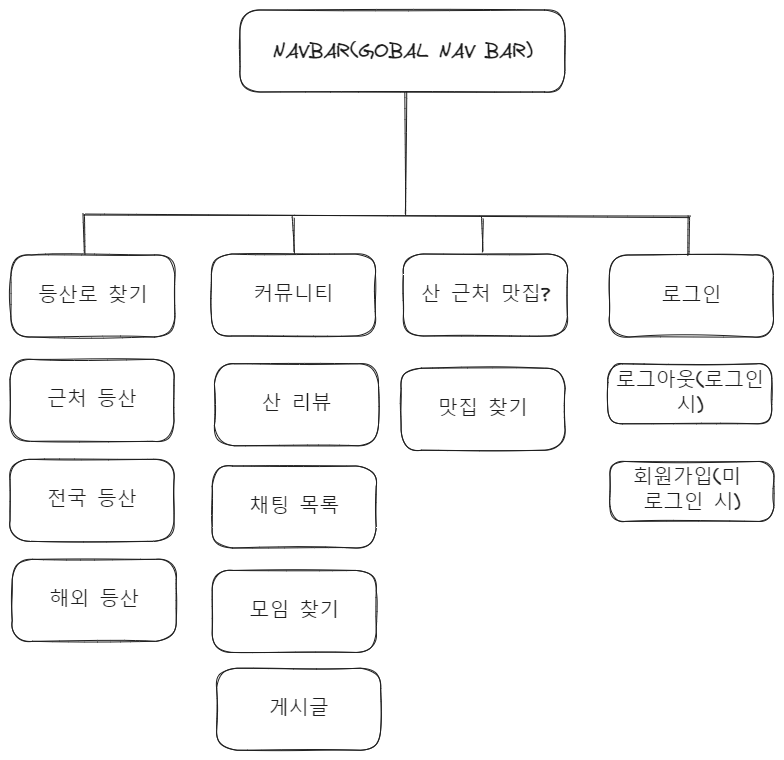 NAVBAR(GOBAL NAV BAR)
등산로 찾기
커뮤니티
산 근처 맛집?
로그인
근처 등산
산 리뷰
맛집 찾기
로그아웃(로그인
시)
전국 등산
채팅 목록
회원가입(미
로그인 시)
해외 등산
모임 찾기
게시글